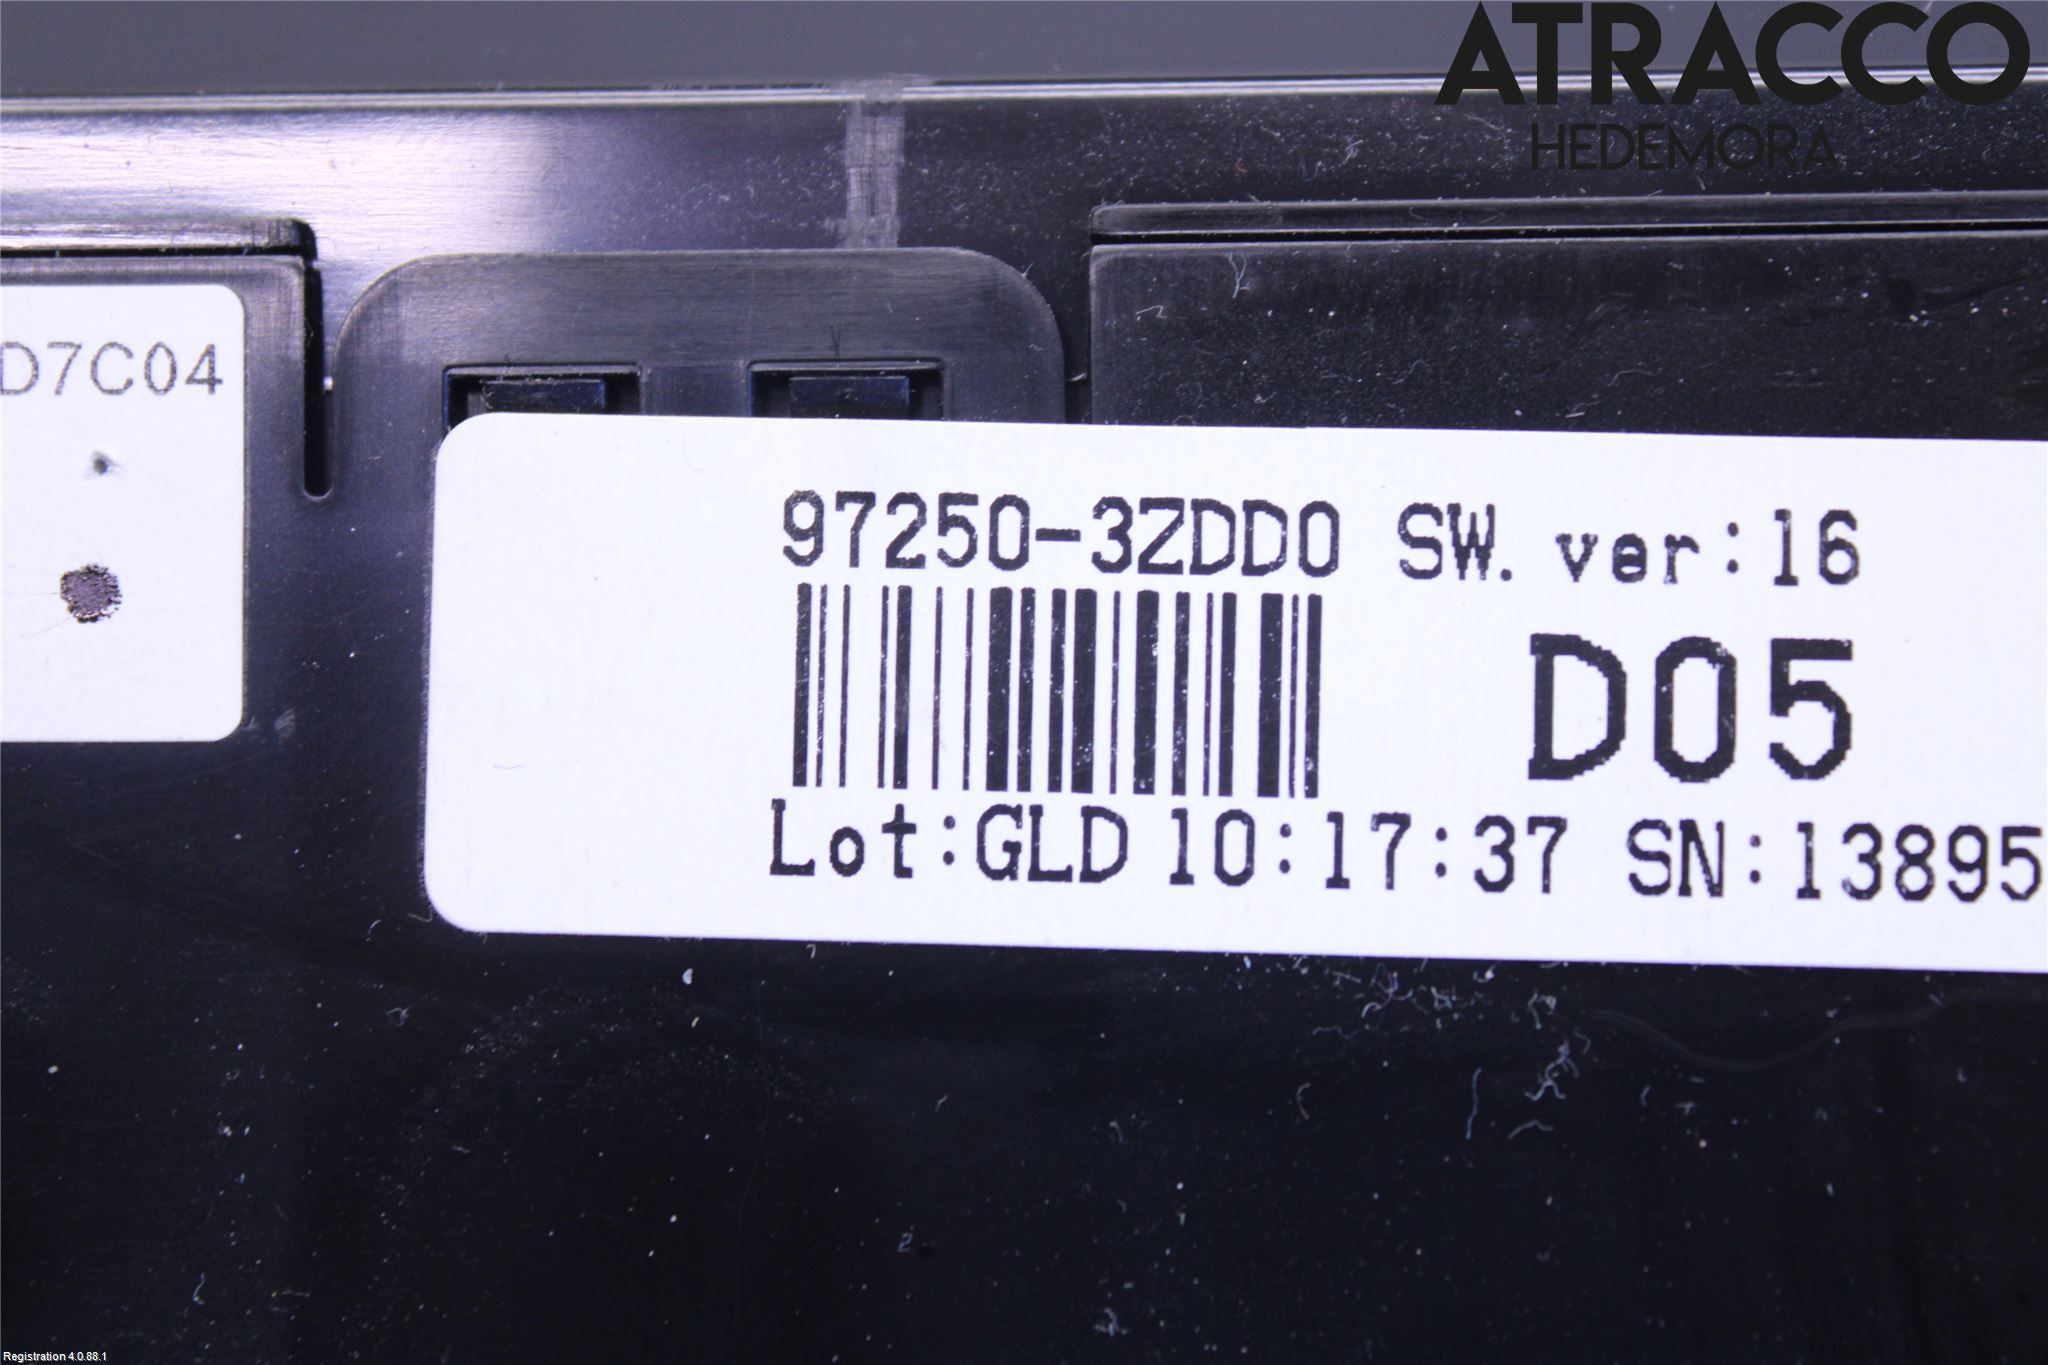 ATRACCO
HEDEMORA
D7C04
97250-3ZDD0 SW. ver:16
D05
Lot:GLD 10:17:37 SN:13895
Registration 4.0.88.1